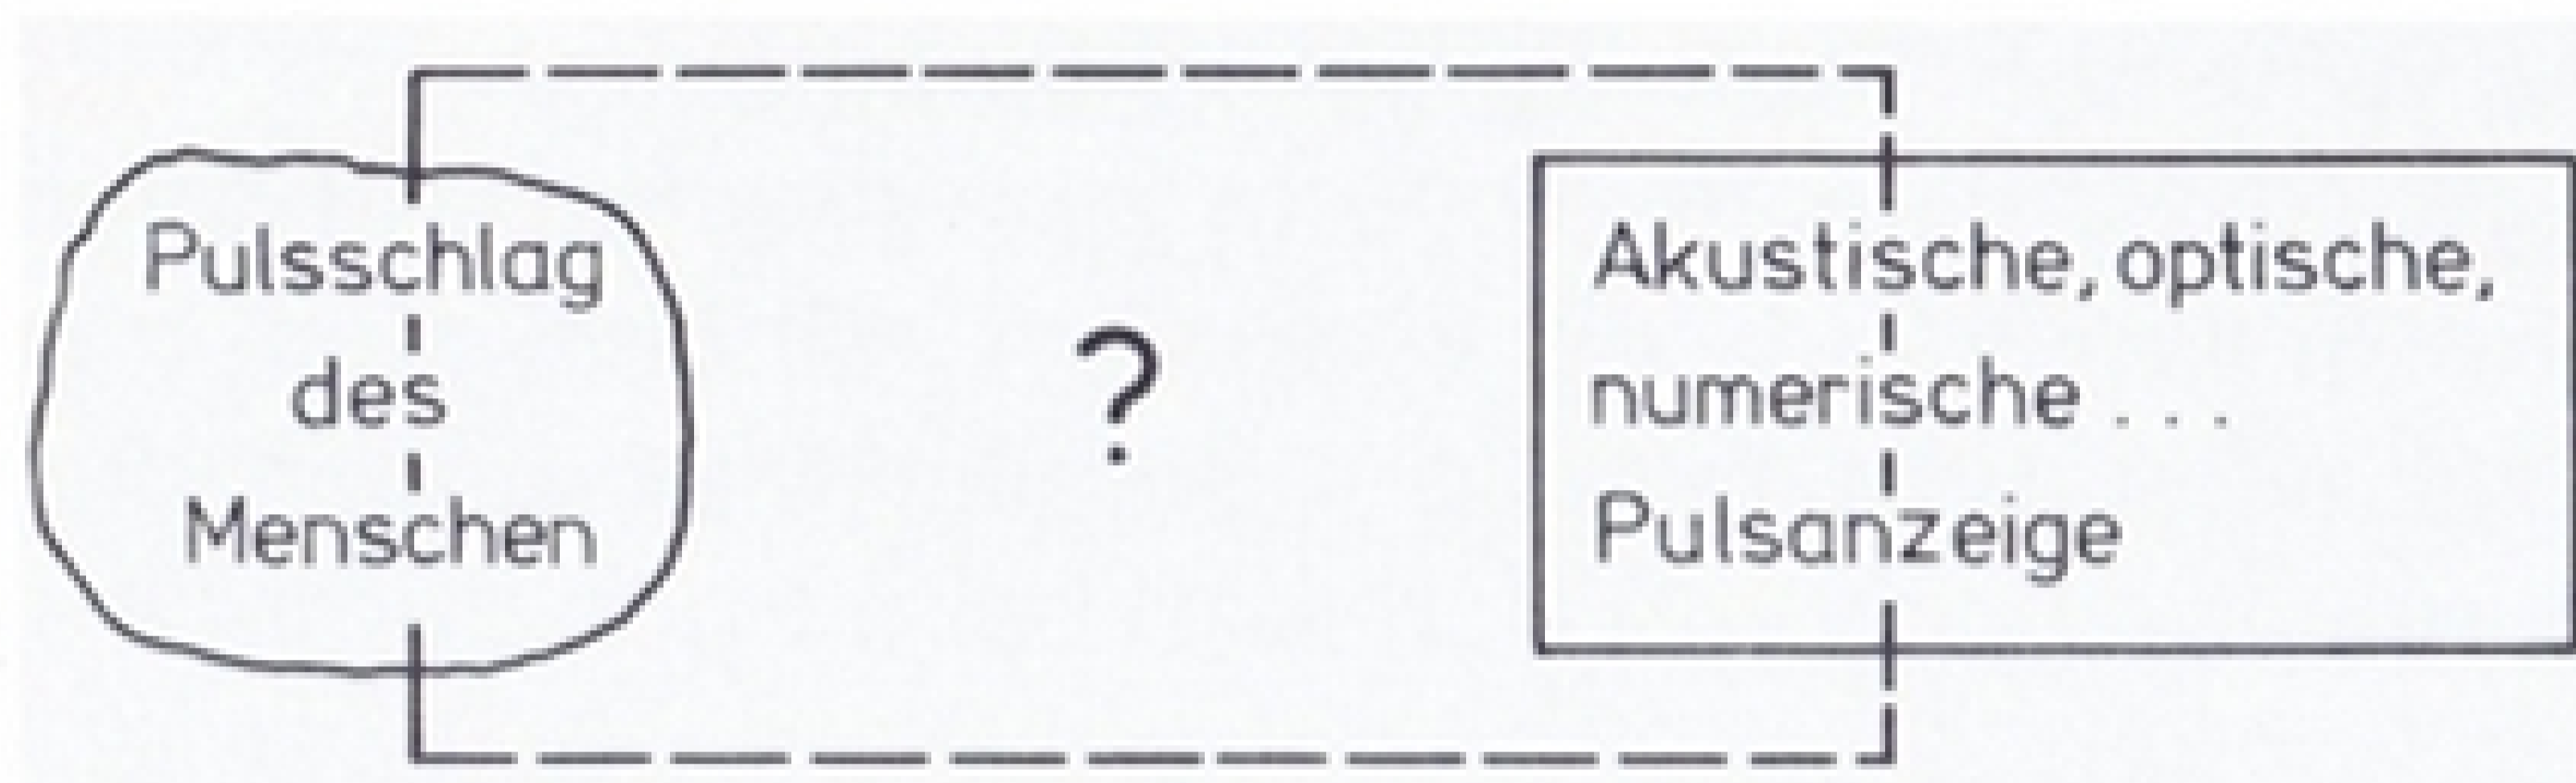 Pulsschlag
des
Menschen
?
Akustische, optische,
numerische . . .
Pulsanzeige